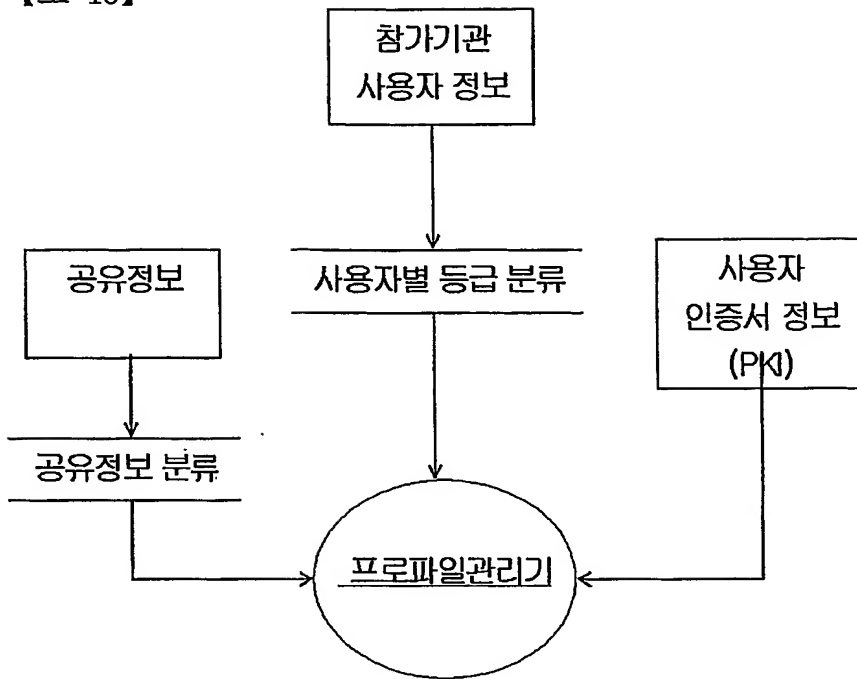 참가기관
사용자 정보
공유정보
사용자별 등급 분류
사용자
인증서 정보
(PKI)
공유정보 분류
프로파일관리기